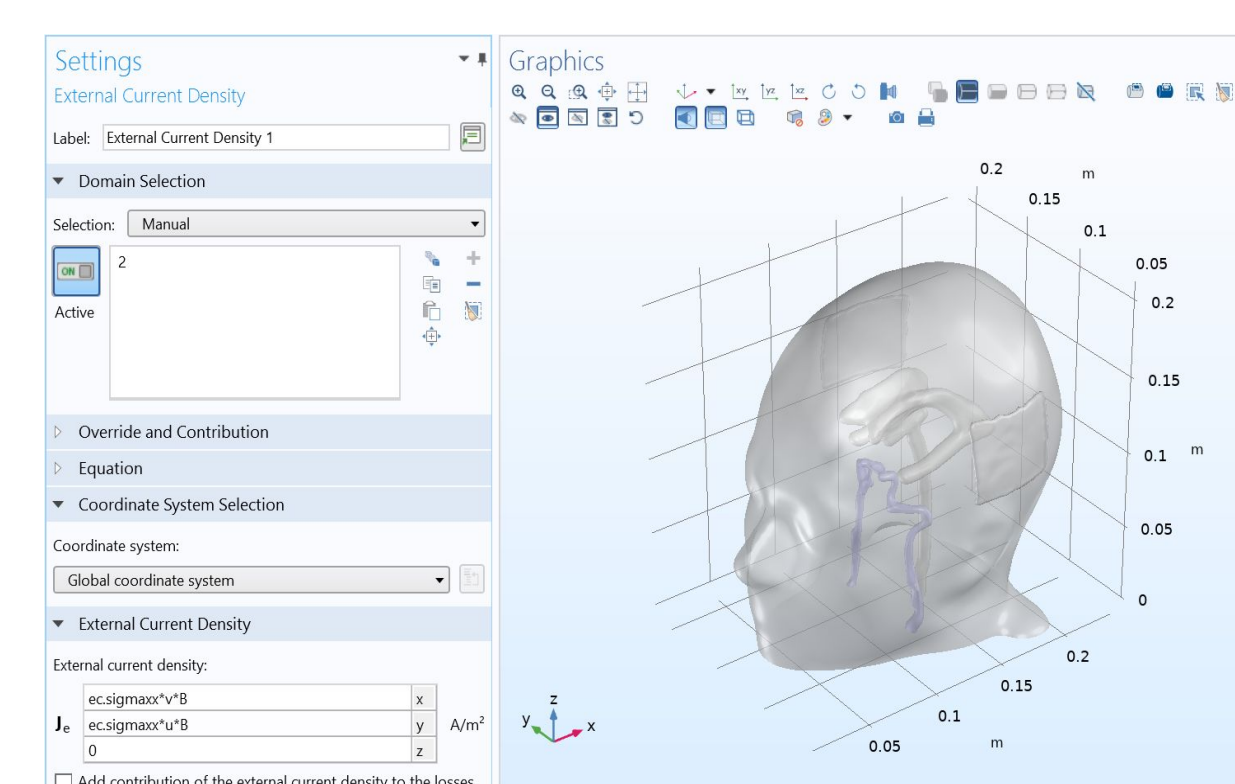 Settings
External Current Density
Label: External Current Density 1
Domain Selection
Selection: Manual
ON
2
Active
Override and Contribution
Equation
Coordinate System Selection
Coordinate system:
Global coordinate system
External Current Density
External current density:
ec.sigmaxx*v*B x
Je ec.sigmaxx*u*B y A/m²
0 z
Add contribution of the external current density to the losses
Graphics
xy yz xz
0.2 m
0.15
0.1
0.05
0.2
0.15
0.1 m
0.05
0
0.2
0.15
0.1
0.05 m
z
y x